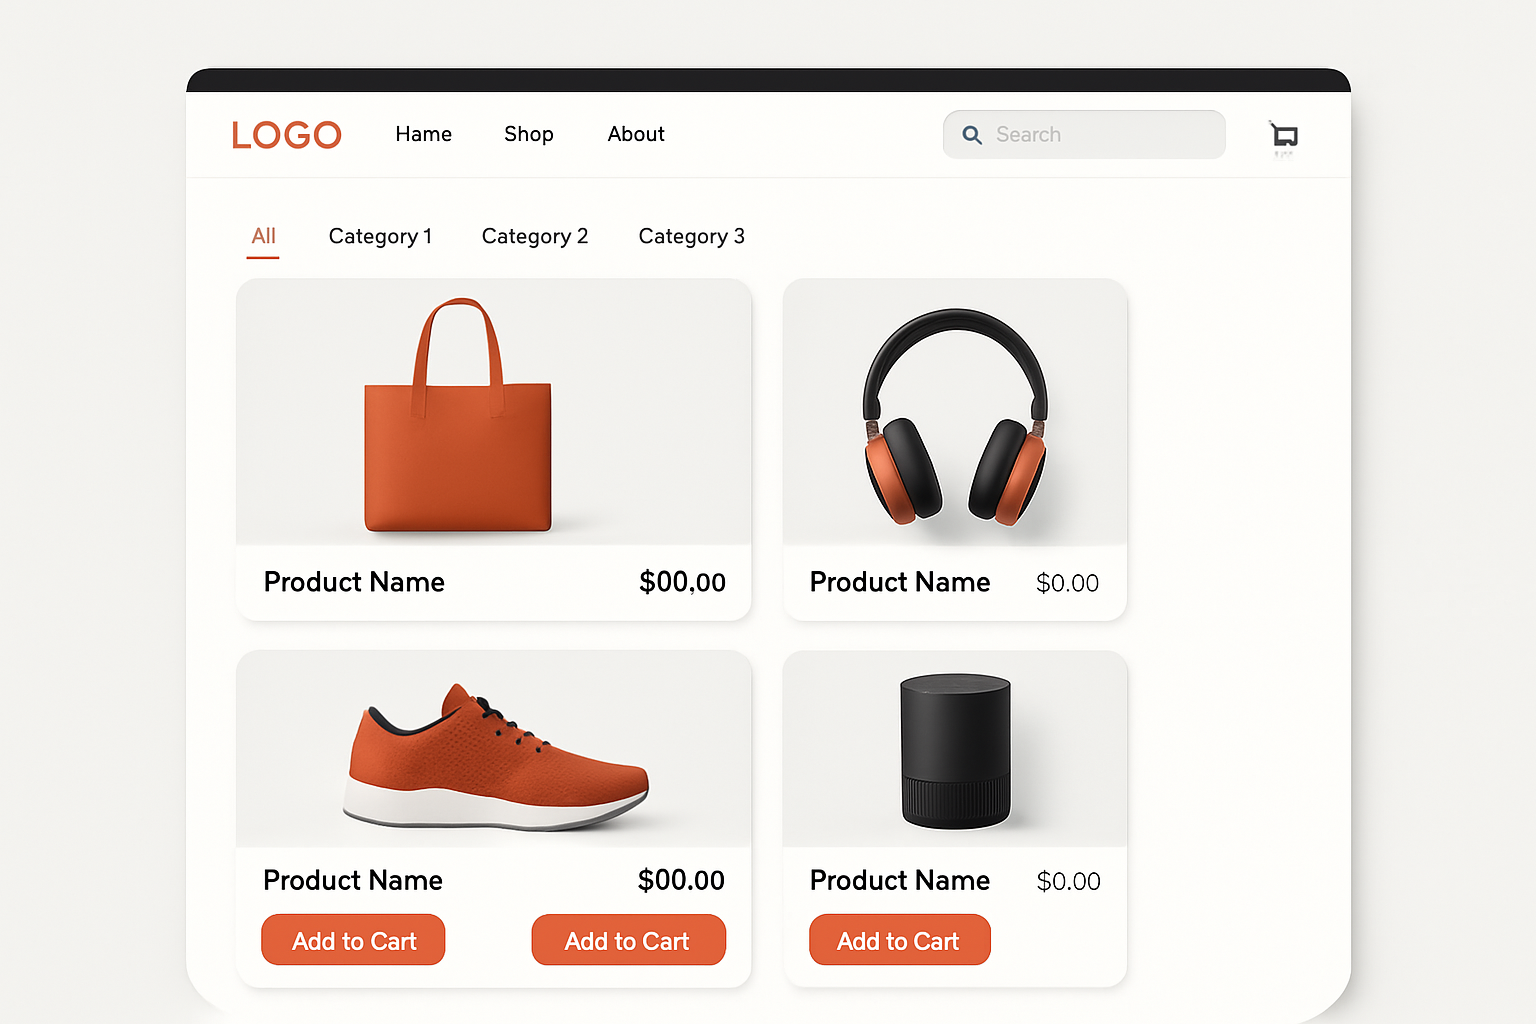 LOGO Hame Shop About Search
All Category 1 Category 2 Category 3
Product Name $00,00
Product Name $0.00
Product Name $00.00
Add to Cart Add to Cart
Product Name $0.00
Add to Cart